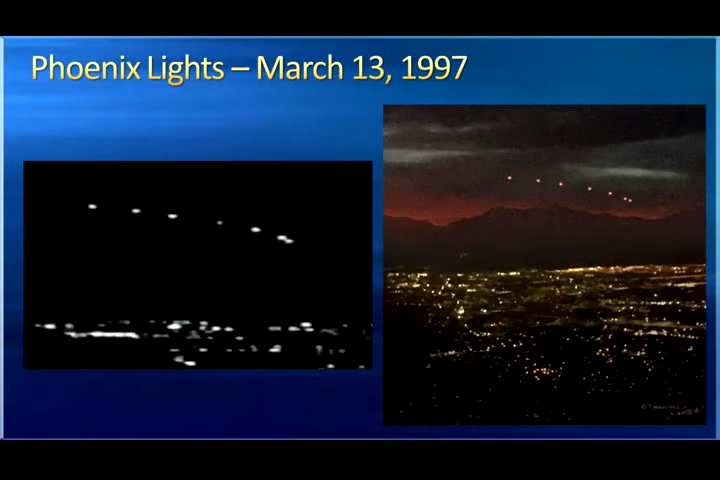 Phoenix Lights – March 13, 1997